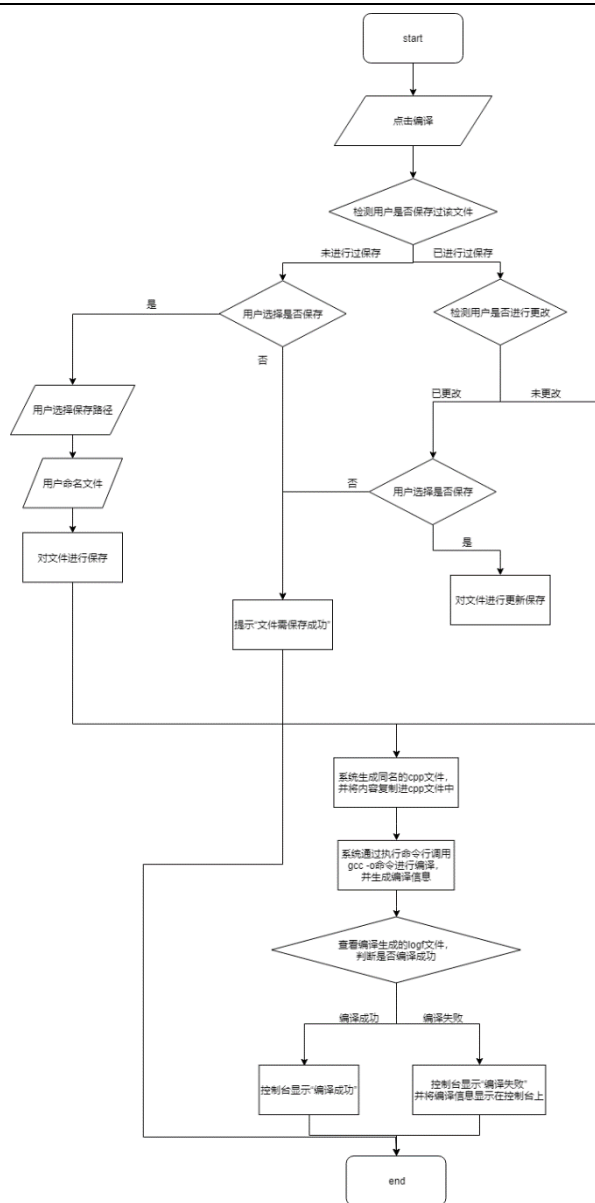 start
点击编译
检测用户是否保存过该文件
未进行过保存
已进行过保存
用户选择是否保存
检测用户是否进行更改
是
否
用户选择保存路径
已更改
未更改
用户命名文件
否
用户选择是否保存
是
对文件进行保存
对文件进行更新保存
提示“文件需保存成功”
系统生成同名的cpp文件，
并将内容复制进cpp文件中
系统通过执行命令行调用
gcc -o命令进行编译，
并生成编译信息
查看编译生成的logf文件，
判断是否编译成功
编译成功
编译失败
控制台显示“编译成功”
控制台显示“编译失败”
并将编译信息显示在控制台上
end